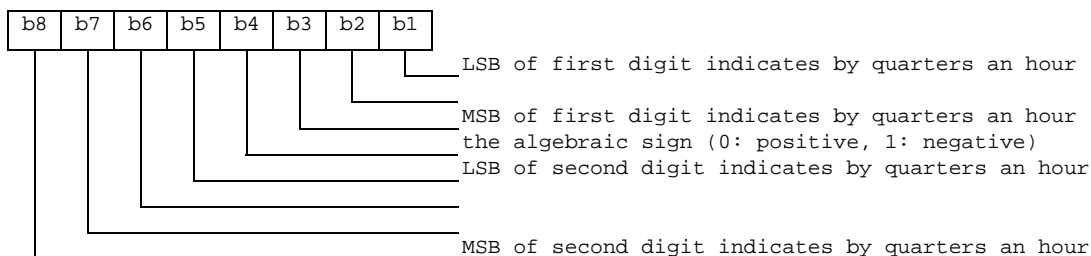 b8 b7 b6 b5 b4 b3 b2 b1
LSB of first digit indicates by quarters an hour
MSB of first digit indicates by quarters an hour
the algebraic sign (0: positive, 1: negative)
LSB of second digit indicates by quarters an hour
MSB of second digit indicates by quarters an hour